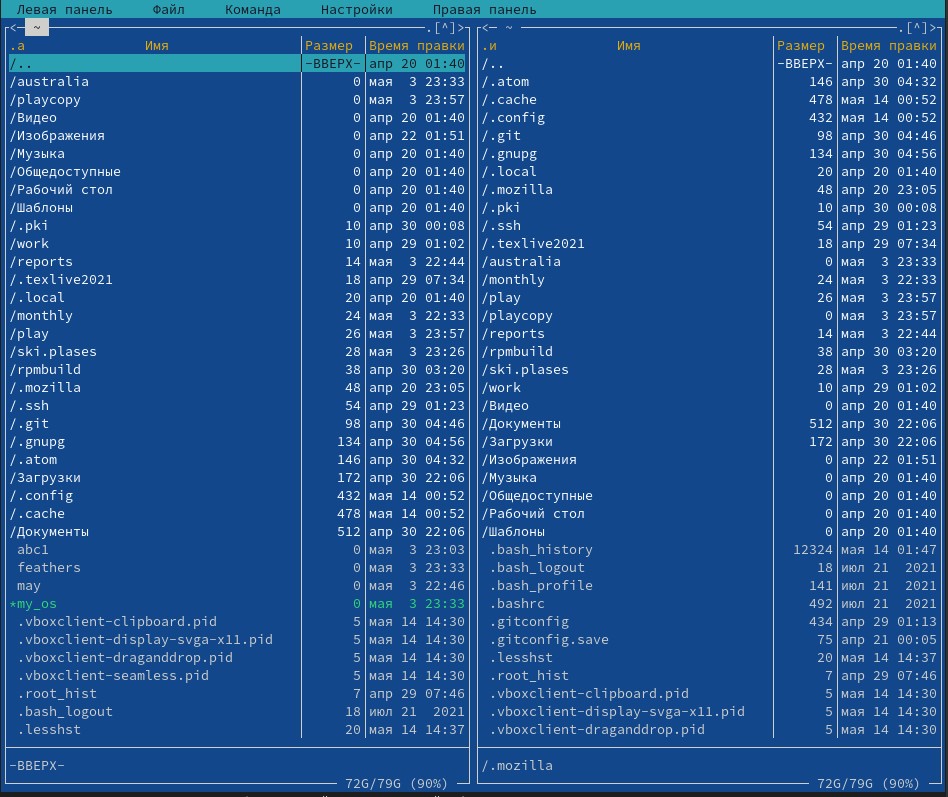 Левая панель Файл Команда Настройки Правая панель
<─ ~ .[^]>
.а Имя Размер Время правки
/.. -ВВЕРХ- апр 20 01:40
/australia 0 мая 3 23:33
/playcopy 0 мая 3 23:57
/Видео 0 апр 20 01:40
/Изображения 0 апр 22 01:51
/Музыка 0 апр 20 01:40
/Общедоступные 0 апр 20 01:40
/Рабочий стол 0 апр 20 01:40
/Шаблоны 0 апр 20 01:40
/.pki 10 апр 30 00:08
/work 10 апр 29 01:02
/reports 14 мая 3 22:44
/.texlive2021 18 апр 29 07:34
/.local 20 апр 20 01:40
/monthly 24 мая 3 22:33
/play 26 мая 3 23:57
/ski.plases 28 мая 3 23:26
/rpmbuild 38 апр 30 03:20
/.mozilla 48 апр 20 23:05
/.ssh 54 апр 29 01:23
/.git 98 апр 30 04:46
/.gnupg 134 апр 30 04:56
/.atom 146 апр 30 04:32
/Загрузки 172 апр 30 22:06
/.config 432 мая 14 00:52
/.cache 478 мая 14 00:52
/Документы 512 апр 30 22:06
abc1 0 мая 3 23:03
feathers 0 мая 3 23:33
may 0 мая 3 22:46
*my_os 0 мая 3 23:33
.vboxclient-clipboard.pid 5 мая 14 14:30
.vboxclient-display-svga-x11.pid 5 мая 14 14:30
.vboxclient-draganddrop.pid 5 мая 14 14:30
.vboxclient-seamless.pid 5 мая 14 14:30
.root_hist 7 апр 29 07:46
.bash_logout 18 июл 21 2021
.lesshst 20 мая 14 14:37
-ВВЕРХ-
72G/79G (90%)
<─ ~ .[^]>
.и Имя Размер Время правки
/.. -ВВЕРХ- апр 20 01:40
/.atom 146 апр 30 04:32
/.cache 478 мая 14 00:52
/.config 432 мая 14 00:52
/.git 98 апр 30 04:46
/.gnupg 134 апр 30 04:56
/.local 20 апр 20 01:40
/.mozilla 48 апр 20 23:05
/.pki 10 апр 30 00:08
/.ssh 54 апр 29 01:23
/.texlive2021 18 апр 29 07:34
/australia 0 мая 3 23:33
/monthly 24 мая 3 22:33
/play 26 мая 3 23:57
/playcopy 0 мая 3 23:57
/reports 14 мая 3 22:44
/rpmbuild 38 апр 30 03:20
/ski.plases 28 мая 3 23:26
/work 10 апр 29 01:02
/Видео 0 апр 20 01:40
/Документы 512 апр 30 22:06
/Загрузки 172 апр 30 22:06
/Изображения 0 апр 22 01:51
/Музыка 0 апр 20 01:40
/Общедоступные 0 апр 20 01:40
/Рабочий стол 0 апр 20 01:40
/Шаблоны 0 апр 20 01:40
.bash_history 12324 мая 14 01:47
.bash_logout 18 июл 21 2021
.bash_profile 141 июл 21 2021
.bashrc 492 июл 21 2021
.gitconfig 434 апр 29 01:13
.gitconfig.save 75 апр 21 00:05
.lesshst 20 мая 14 14:37
.root_hist 7 апр 29 07:46
.vboxclient-clipboard.pid 5 мая 14 14:30
.vboxclient-display-svga-x11.pid 5 мая 14 14:30
.vboxclient-draganddrop.pid 5 мая 14 14:30
/.mozilla
72G/79G (90%)